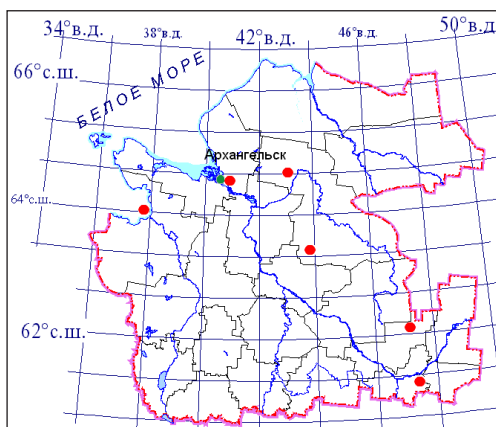 34°в.д.
38°в.д.
42°в.д.
46°в.д.
50°в.д.
66°с.ш.
БЕЛОЕ МОРЕ
Архангельск
64°с.ш.
62°с.ш.